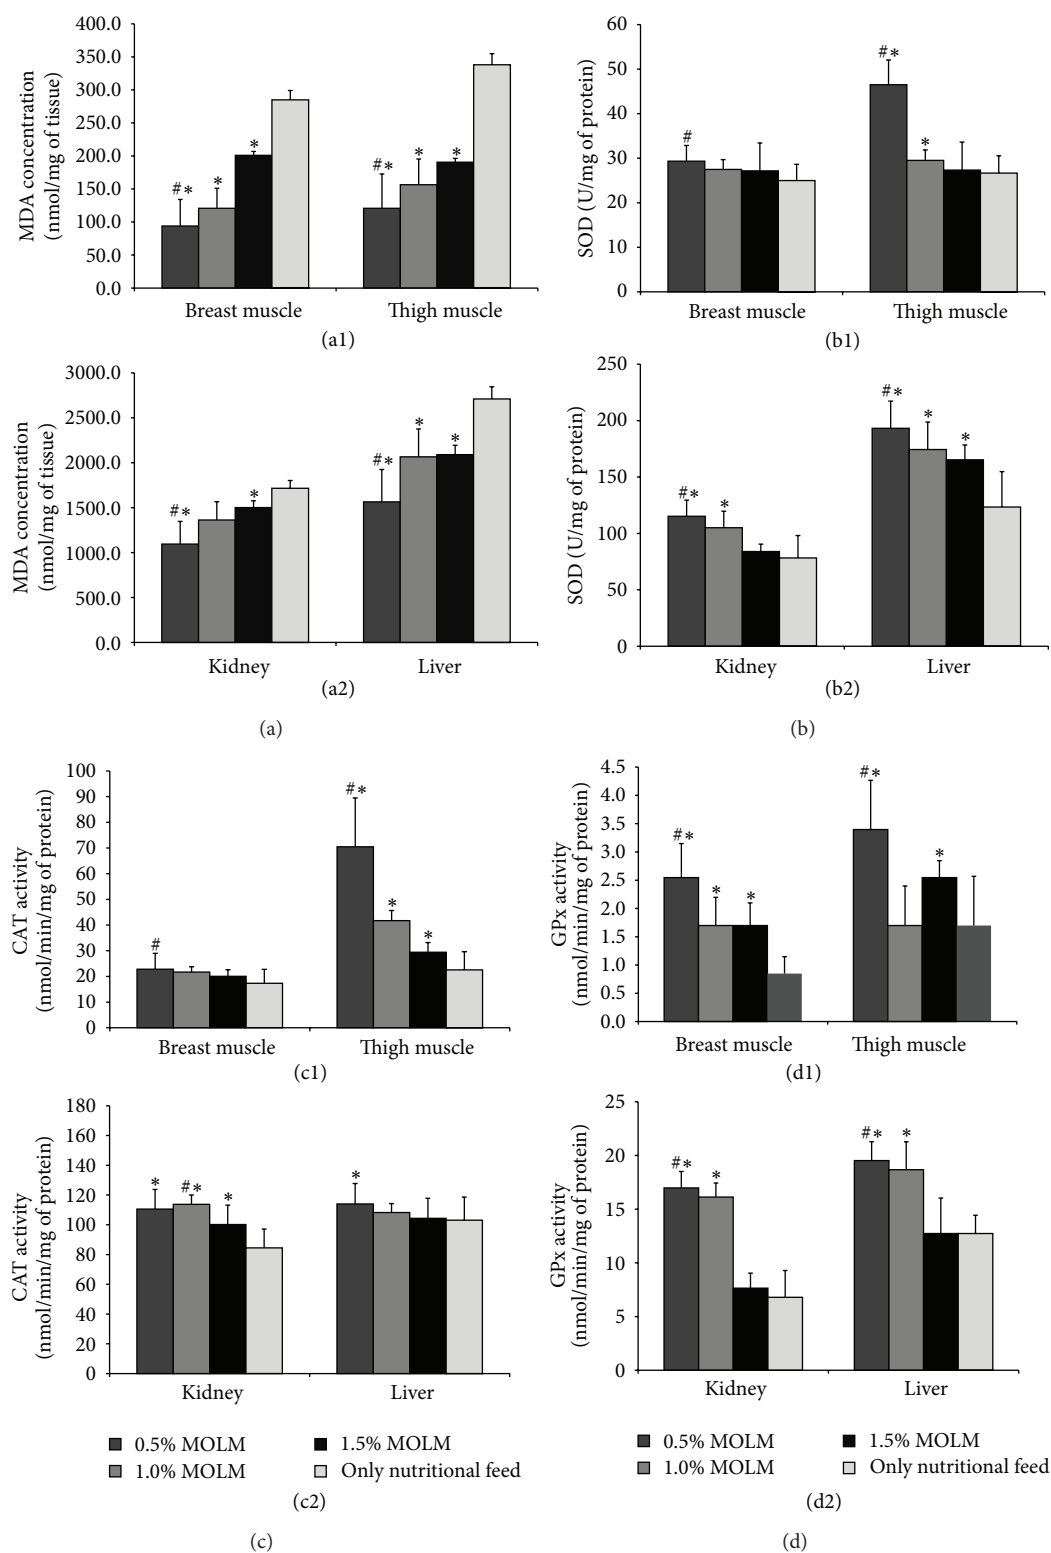 MDA concentration
(nmol/mg of tissue)
400.0
350.0
300.0
250.0
200.0
150.0
100.0
50.0
0.0
#*
*
*
#*
*
*
Breast muscle
Thigh muscle
(a1)
SOD (U/mg of protein)
60
50
40
30
20
10
0
#
#*
*
Breast muscle
Thigh muscle
(b1)
MDA concentration
(nmol/mg of tissue)
3000.0
2500.0
2000.0
1500.0
1000.0
500.0
0.0
#*
*
#*
*
*
Kidney
Liver
(a2)
(a)
SOD (U/mg of protein)
250
200
150
100
50
0
#*
*
#*
*
*
Kidney
Liver
(b2)
(b)
CAT activity
(nmol/min/mg of protein)
100
90
80
70
60
50
40
30
20
10
0
#
#*
*
*
Breast muscle
Thigh muscle
(c1)
GPx activity
(nmol/min/mg of protein)
4.5
4.0
3.5
3.0
2.5
2.0
1.5
1.0
0.5
0.0
#*
*
*
#*
*
Breast muscle
Thigh muscle
(d1)
CAT activity
(nmol/min/mg of protein)
180
160
140
120
100
80
60
40
20
0
*
#*
*
*
Kidney
Liver
0.5% MOLM
1.0% MOLM
1.5% MOLM
Only nutritional feed
(c2)
(c)
GPx activity
(nmol/min/mg of protein)
25
20
15
10
5
0
#*
*
#*
*
Kidney
Liver
0.5% MOLM
1.0% MOLM
1.5% MOLM
Only nutritional feed
(d2)
(d)